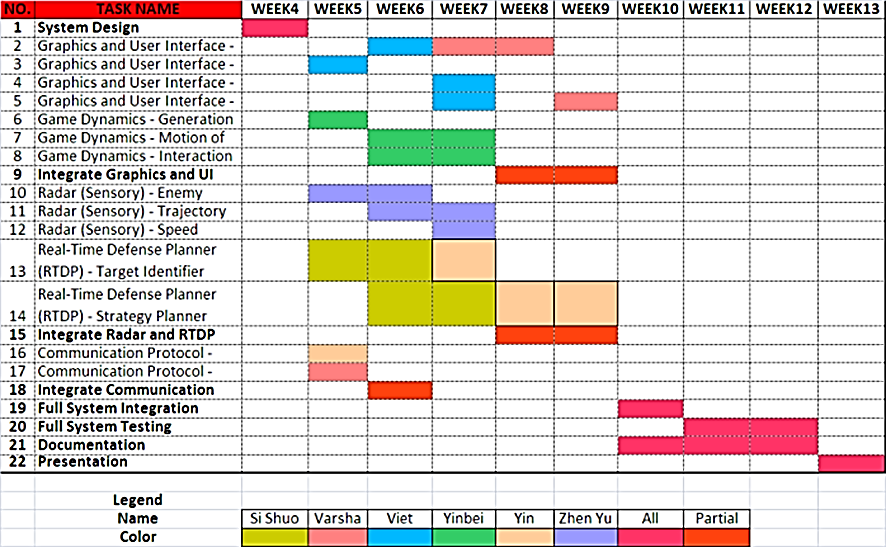 NO. TASK NAME WEEK4 WEEK5 WEEK6 WEEK7 WEEK8 WEEK9 WEEK10 WEEK11 WEEK12 WEEK13
1 System Design
2 Graphics and User Interface -
3 Graphics and User Interface -
4 Graphics and User Interface -
5 Graphics and User Interface -
6 Game Dynamics - Generation
7 Game Dynamics - Motion of
8 Game Dynamics - Interaction
9 Integrate Graphics and UI
10 Radar (Sensory) - Enemy
11 Radar (Sensory) - Trajectory
12 Radar (Sensory) - Speed
Real-Time Defense Planner
13 (RTDP) - Target Identifier
Real-Time Defense Planner
14 (RTDP) - Strategy Planner
15 Integrate Radar and RTDP
16 Communication Protocol -
17 Communication Protocol -
18 Integrate Communication
19 Full System Integration
20 Full System Testing
21 Documentation
22 Presentation
Legend
Name Si Shuo Varsha Viet Yinbei Yin Zhen Yu All Partial
Color